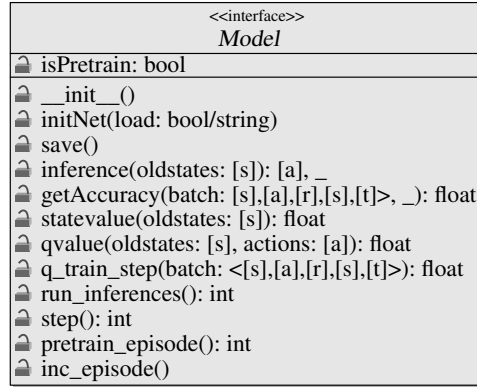 <<interface>>
Model
isPretrain: bool
__init__()
initNet(load: bool/string)
save()
inference(oldstates: [s]): [a], _
getAccuracy(batch: [s],[a],[r],[s],[t]>, _): float
statevalue(oldstates: [s]): float
qvalue(oldstates: [s], actions: [a]): float
q_train_step(batch: <[s],[a],[r],[s],[t]>): float
run_inferences(): int
step(): int
pretrain_episode(): int
inc_episode()